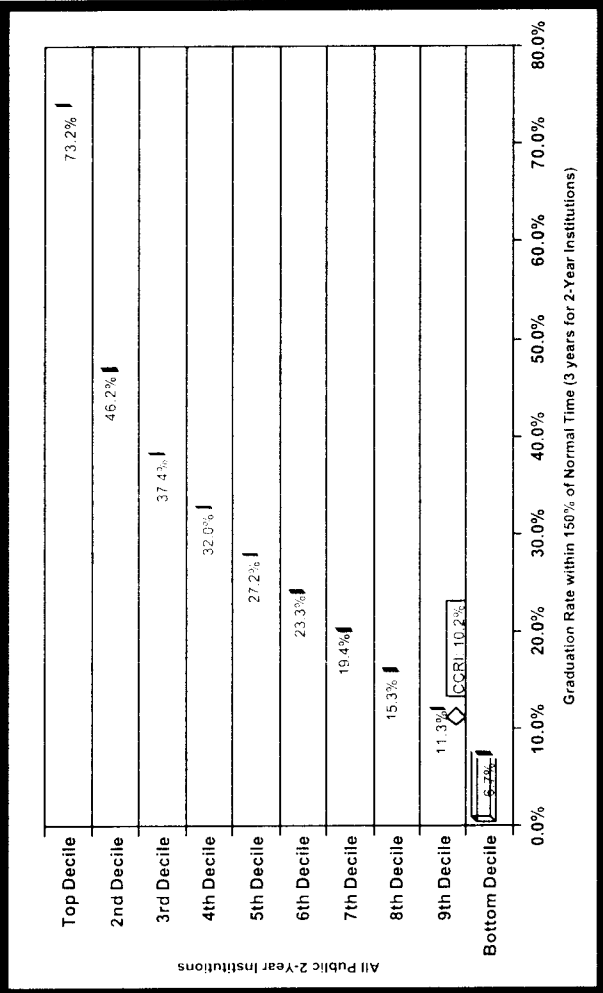 All Public 2-Year Institutions
Top Decile
73.2%
2nd Decile
46.2%
3rd Decile
37.4%
4th Decile
32.0%
5th Decile
27.2%
6th Decile
23.3%
7th Decile
19.4%
8th Decile
15.3%
9th Decile
11.3%
CCRI: 10.2%
Bottom Decile
6.7%
0.0%
10.0%
20.0%
30.0%
40.0%
50.0%
60.0%
70.0%
80.0%
Graduation Rate within 150% of Normal Time (3 years for 2-Year Institutions)